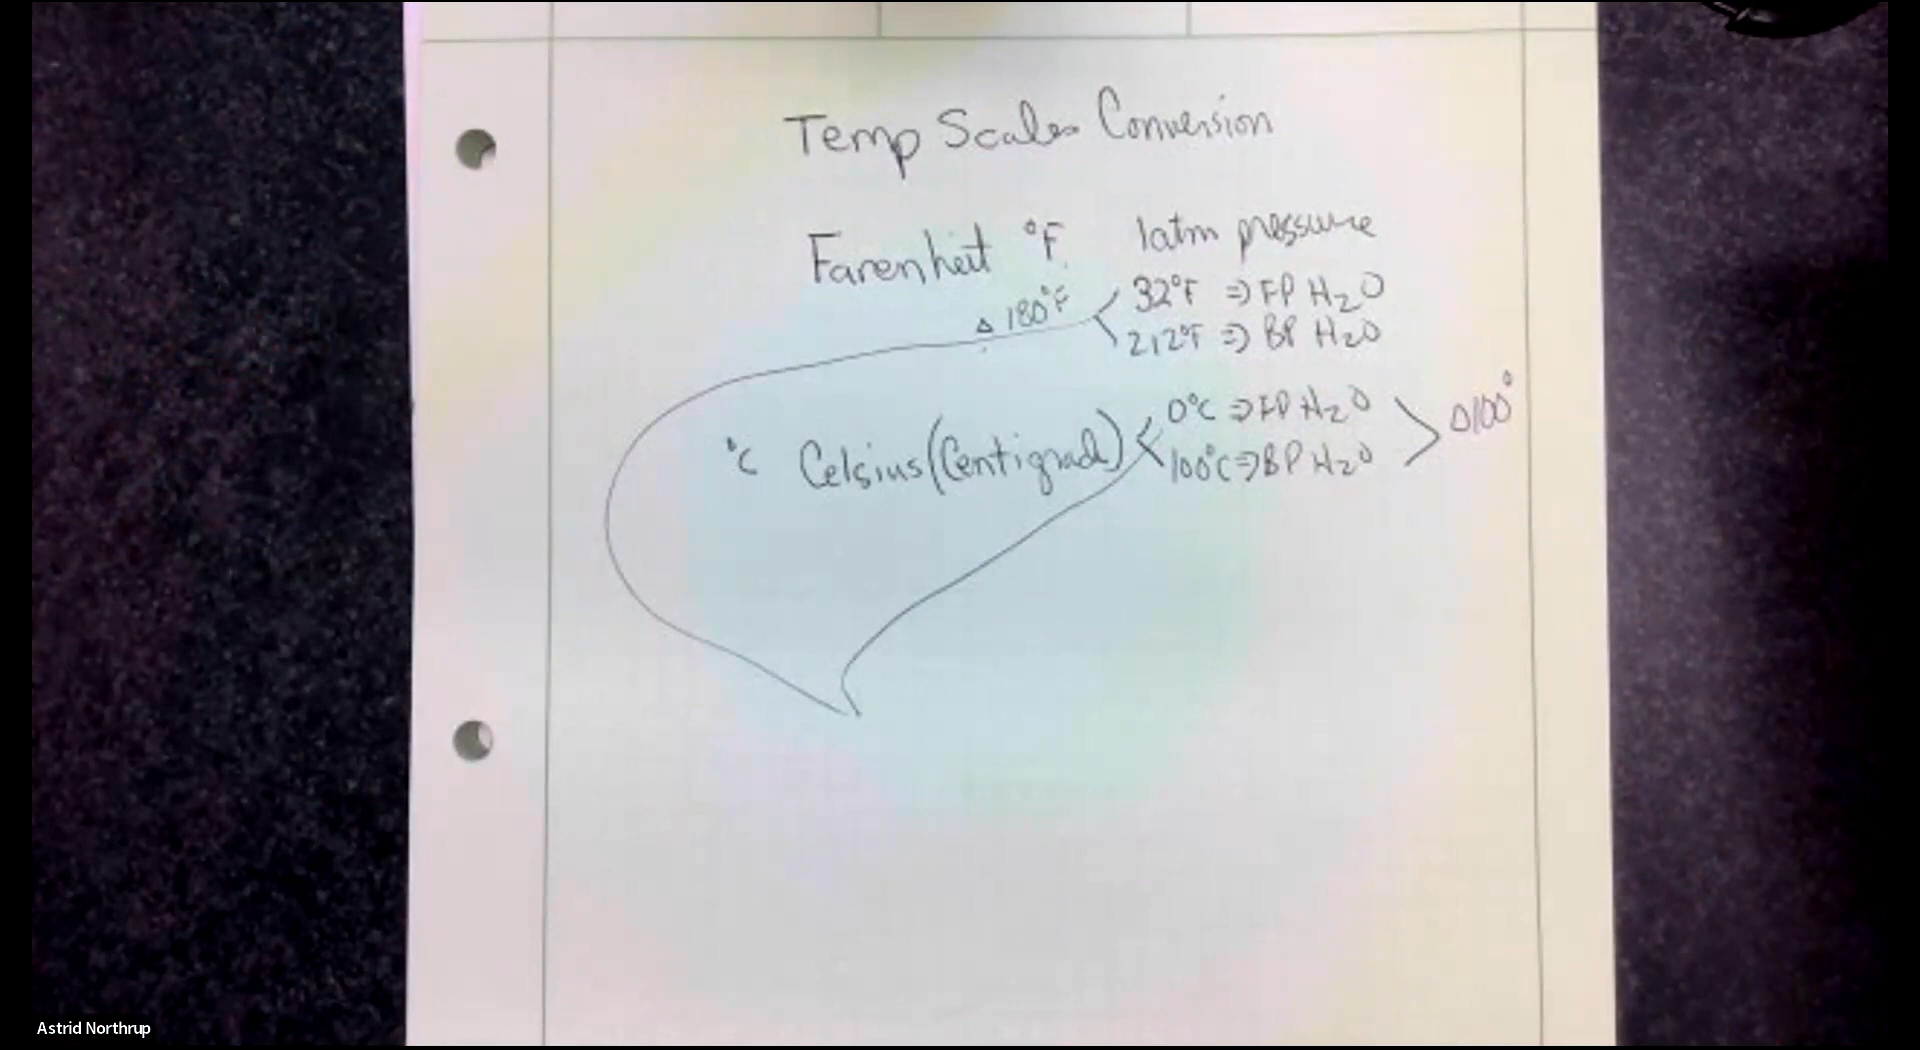 Temp Scales Conversion
Farenheit °F 1atm pressure
Δ 180°F 32°F ⇒ FP H2O
212°F ⇒ BP H2O
°C Celsius (Centigrade) 0°C ⇒ FP H2O Δ100°
100°C ⇒ BP H2O
Astrid Northrup